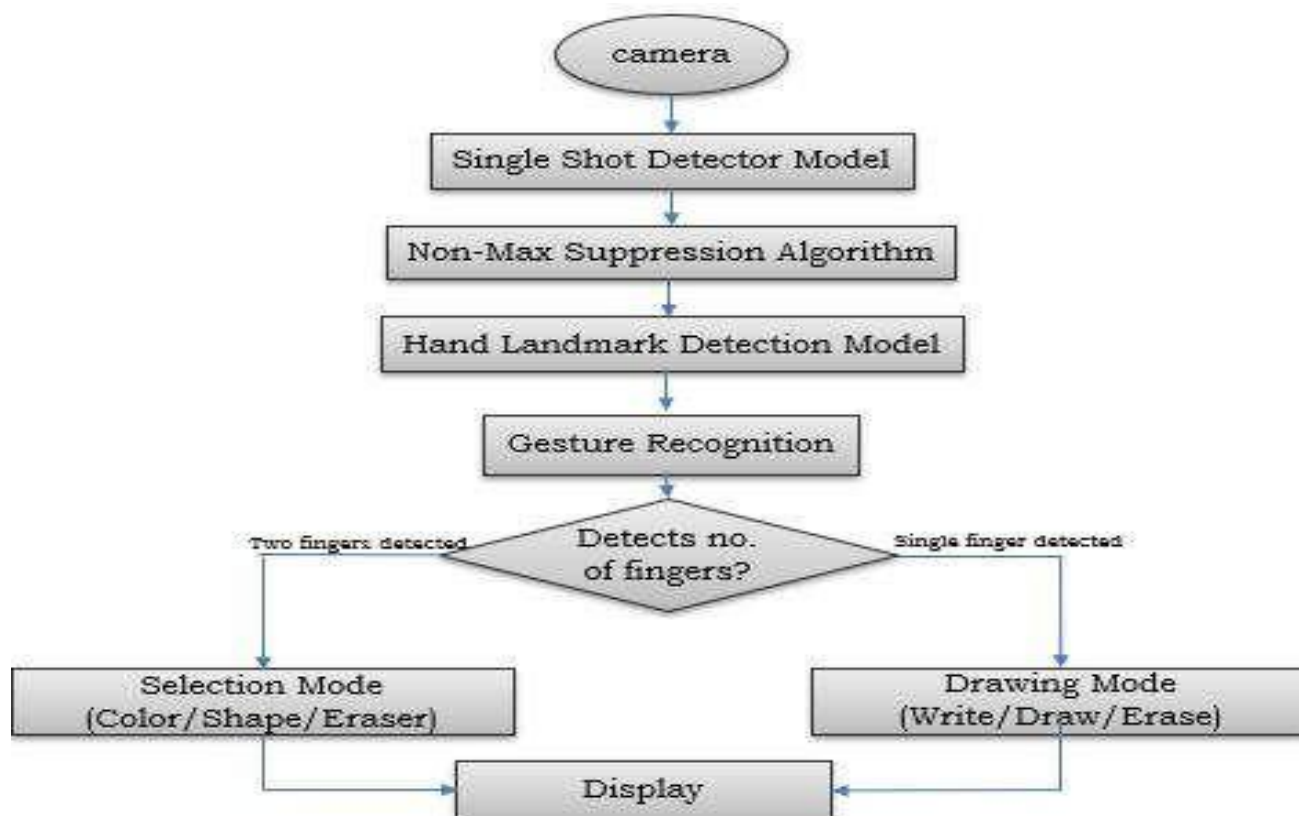 camera
Single Shot Detector Model
Non-Max Suppression Algorithm
Hand Landmark Detection Model
Gesture Recognition
Detects no.
of fingers?
Two fingers detected
Single finger detected
Selection Mode
(Color/Shape/Eraser)
Drawing Mode
(Write/Draw/Erase)
Display